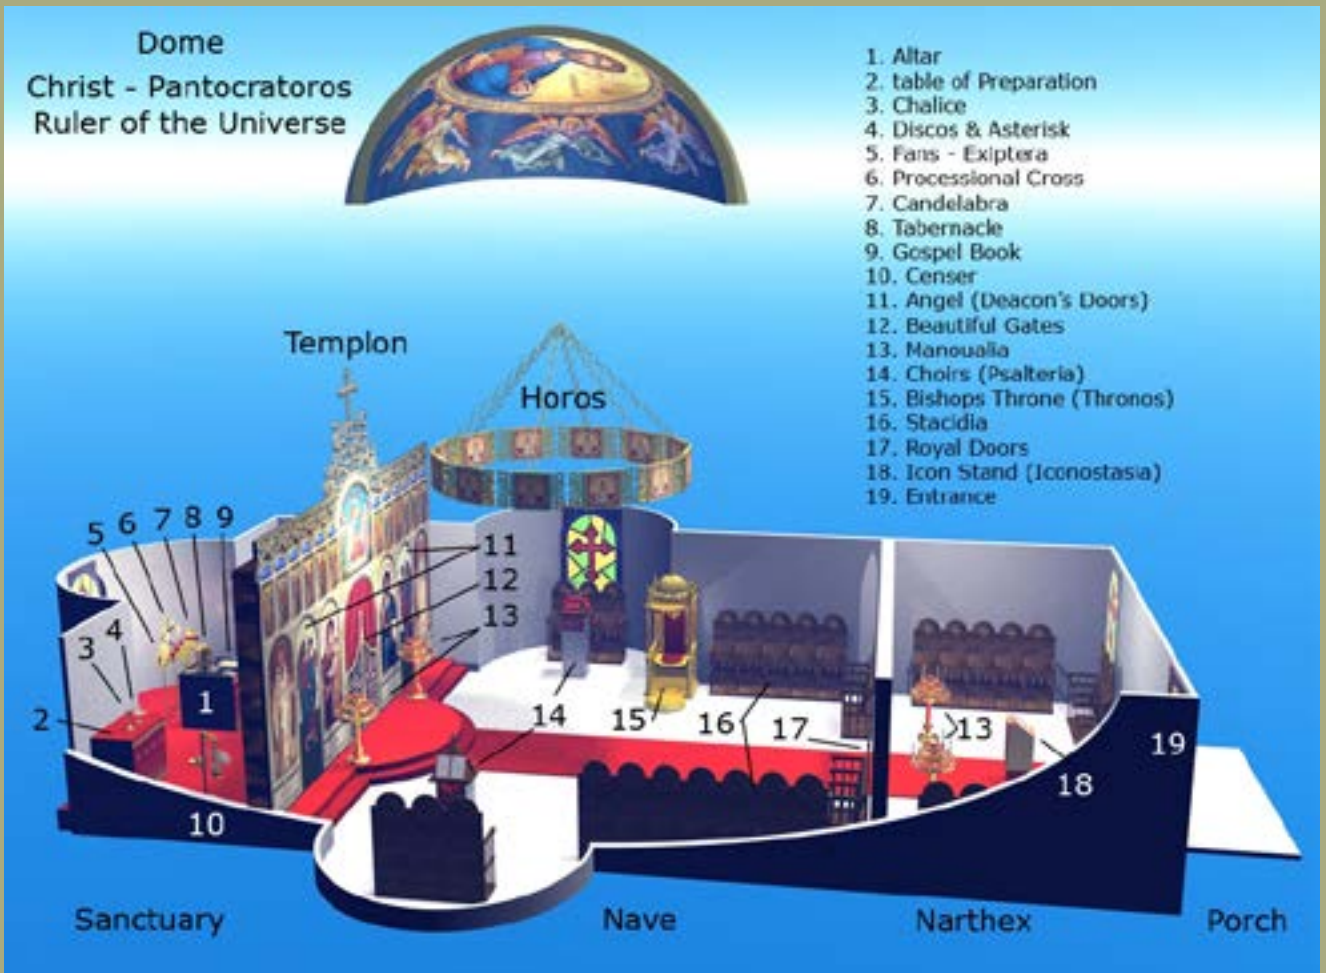 Dome
Christ - Pantocratoros
Ruler of the Universe
1. Altar
2. table of Preparation
3. Chalice
4. Discos & Asterisk
5. Fans - Exiptera
6. Processional Cross
7. Candelabra
8. Tabernacle
9. Gospel Book
10. Censer
11. Angel (Deacon's Doors)
12. Beautiful Gates
13. Manoualia
14. Choirs (Psalteria)
15. Bishops Throne (Thronos)
16. Stacidia
17. Royal Doors
18. Icon Stand (Iconostasia)
19. Entrance
Templon
Horos
5 6 7 8 9
11
12
13
3 4
2
1
14 15 16 17
13
18
19
10
Sanctuary
Nave
Narthex
Porch